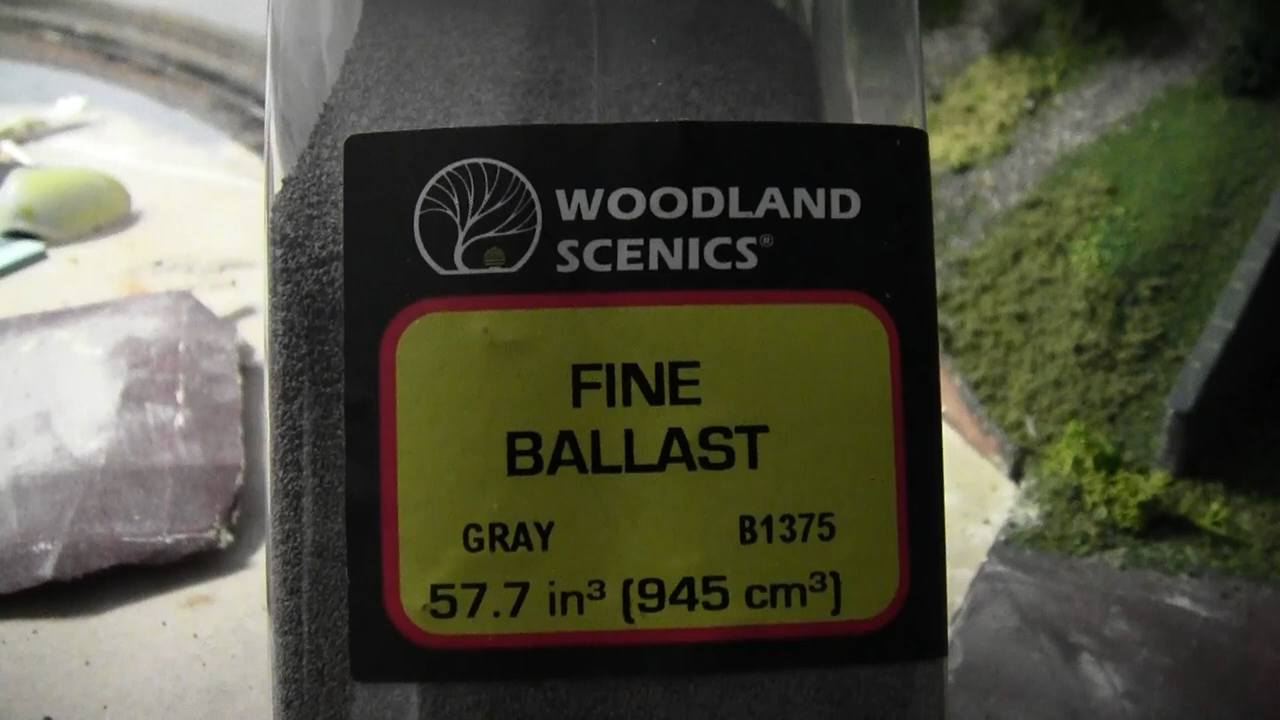 WOODLAND
SCENICS®
FINE
BALLAST
GRAY B1375
57.7 in³ (945 cm³)